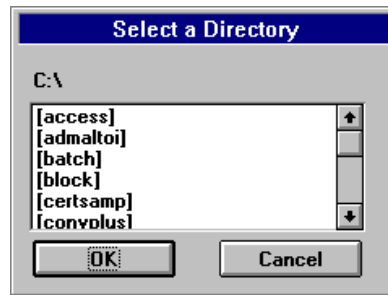 Select a Directory
C:\
[access]
[admaltoi]
[batch]
[block]
[certsamp]
[convplus]
OK
Cancel